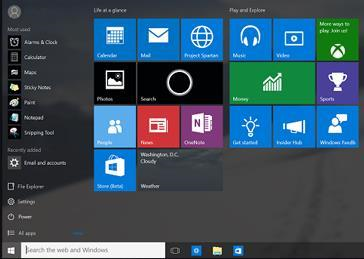 Life at a glance
Play and Explore
Most used
Alarms & Clock
Calculator
Maps
Sticky Notes
Paint
Notepad
Snipping Tool
Recently added
Email and accounts
File Explorer
Settings
Power
All apps
Calendar
Mail
Project Spartan
Music
Video
More ways to
play. Join us!
Photos
Search
Money
Sports
People
News
OneNote
Get started
Insider Hub
Windows Feedb
Store (Beta)
Washington, D.C.
Cloudy
Weather
Search the web and Windows